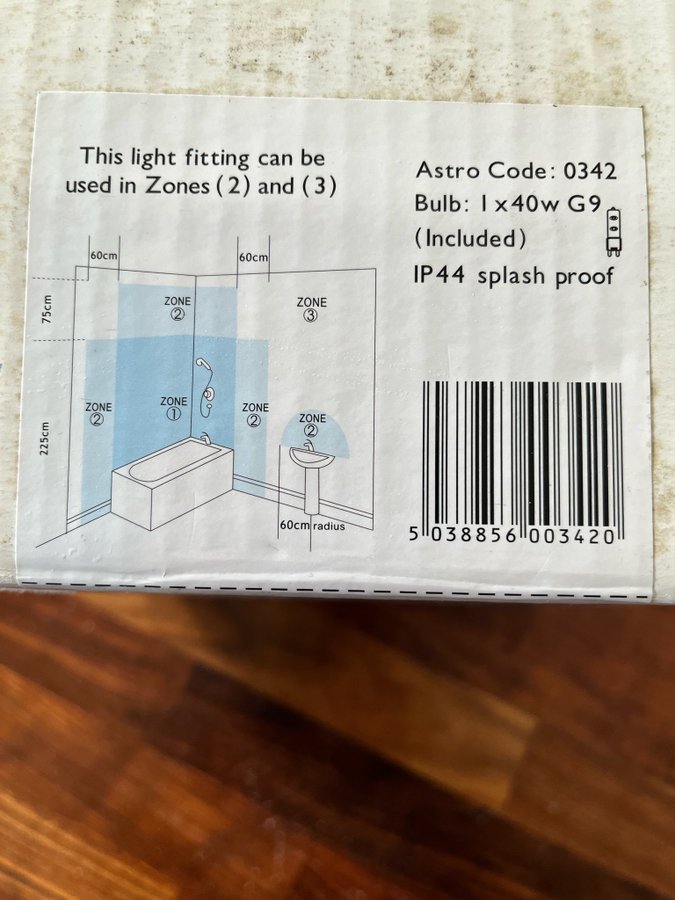 This light fitting can be
used in Zones (2) and (3)
Astro Code: 0342
Bulb: 1x40w G9
(Included)
IP44 splash proof
60cm
60cm
75cm
225cm
ZONE
②
ZONE
③
ZONE
②
ZONE
①
ZONE
②
ZONE
②
60cm radius
5 038856 003420